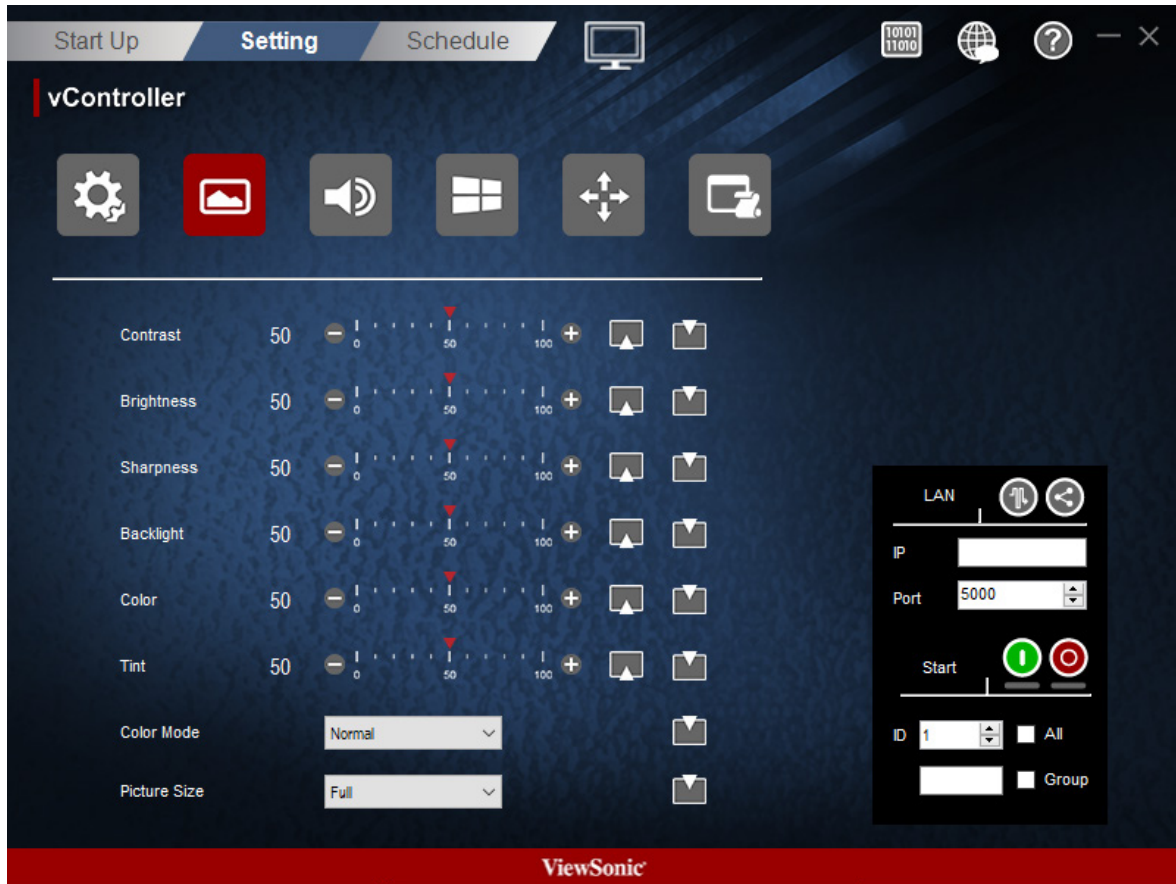 Start Up Setting Schedule
10101
11010
?
vController
Contrast 50 0 50 100
Brightness 50 0 50 100
Sharpness 50 0 50 100
Backlight 50 0 50 100
Color 50 0 50 100
Tint 50 0 50 100
Color Mode Normal
Picture Size Full
LAN
IP
Port 5000
Start
ID 1 All
Group
ViewSonic